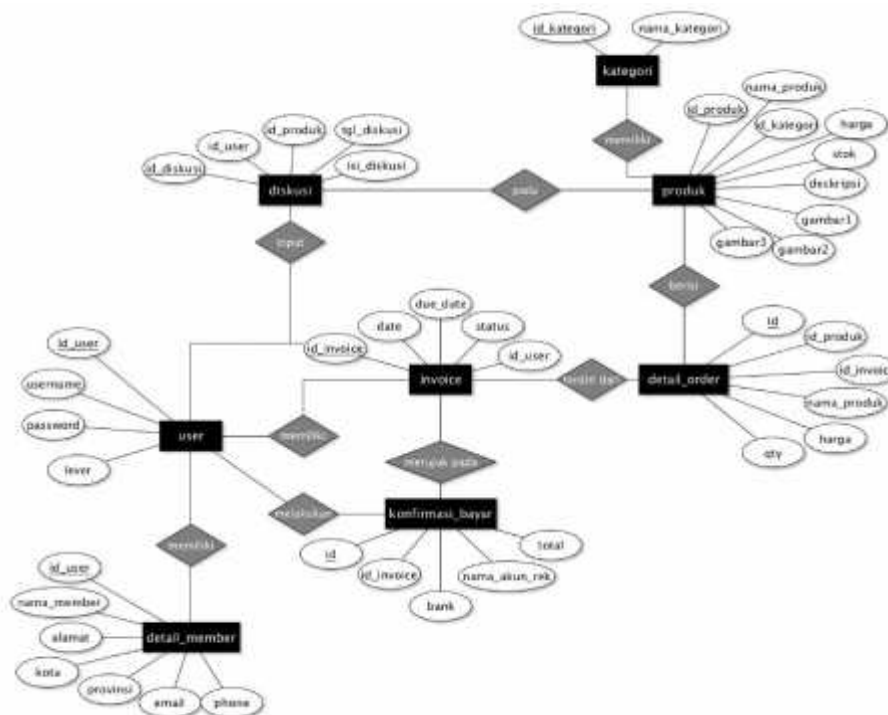 id_kategori
nama_kategori
kategori
nama_produk
id_produk
harga
id_kategori
memiliki
stok
deskripsi
produk
gambar1
gambar2
gambar3
id_produk
tgl_diskusi
id_user
isi_diskusi
id_diskusi
diskusi
pada
input
berisi
due_date
date
status
id_invoice
id_user
invoice
id
id_produk
id_invoic
nama_produk
harga
qty
detail_order
id_user
username
password
lever
user
memiliki
merujuk pada
melakukan
konfirmasi_bayar
id
id_invoice
bank
nama_akun_rek
total
memiliki
id_user
nama_member
alamat
kota
provinsi
email
phone
detail_member